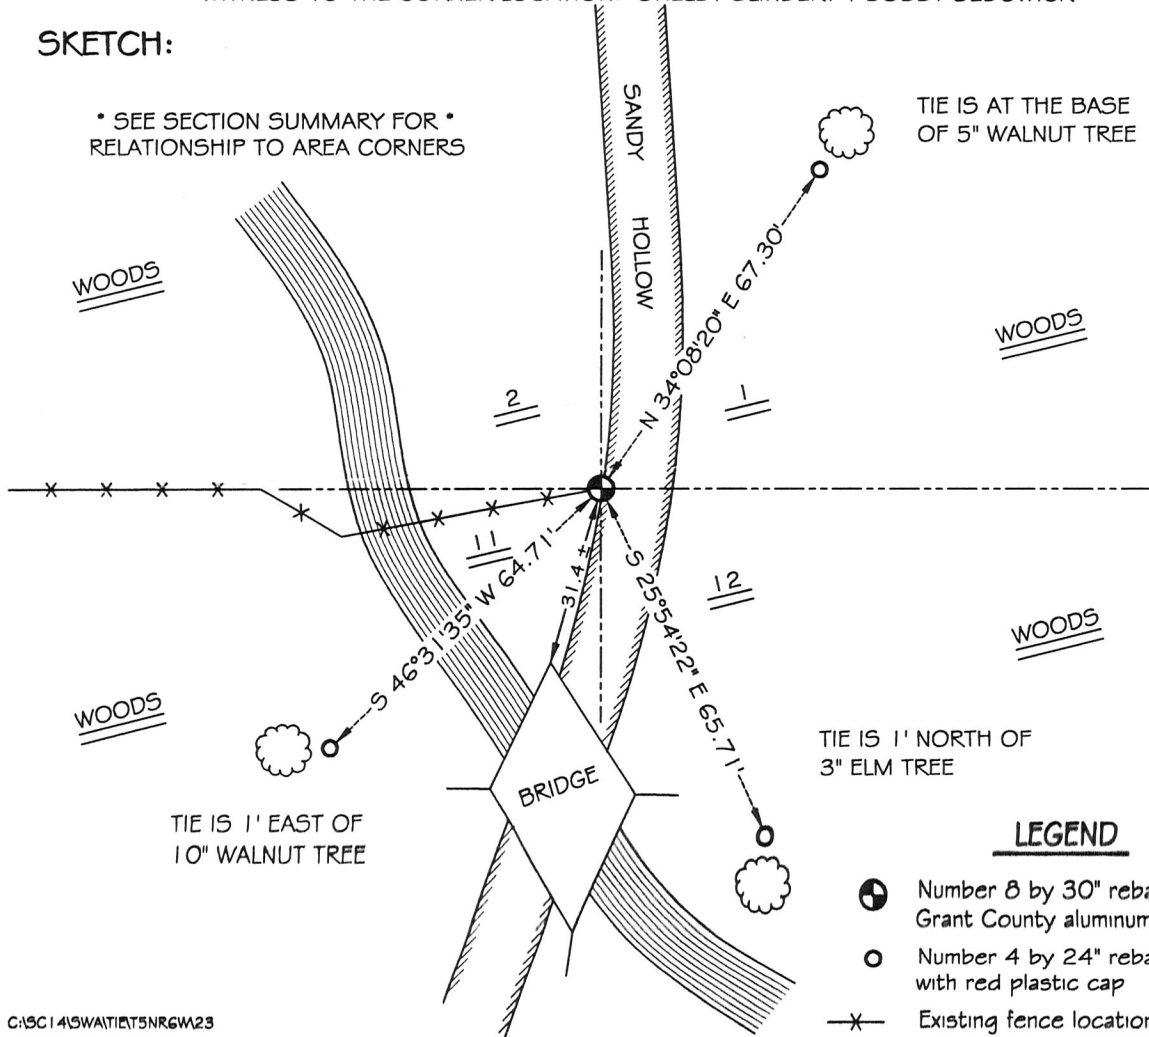 SKETCH:
* SEE SECTION SUMMARY FOR *
RELATIONSHIP TO AREA CORNERS
SANDY HOLLOW
TIE IS AT THE BASE
OF 5" WALNUT TREE
WOODS
N 34°08'20" E 67.30'
WOODS
2
1
11
12
S 46°31'35" W 64.71'
31.4 ±
S 25°54'22" E 65.71'
WOODS
WOODS
TIE IS 1' NORTH OF
3" ELM TREE
BRIDGE
TIE IS 1' EAST OF
10" WALNUT TREE
LEGEND
Number 8 by 30" reba
Grant County aluminum
Number 4 by 24" reba
with red plastic cap
Existing fence location
C:\SC14\SWA\TIE\T5NR6W\23